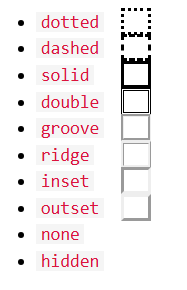 dotted
dashed
solid
double
groove
ridge
inset
outset
none
hidden